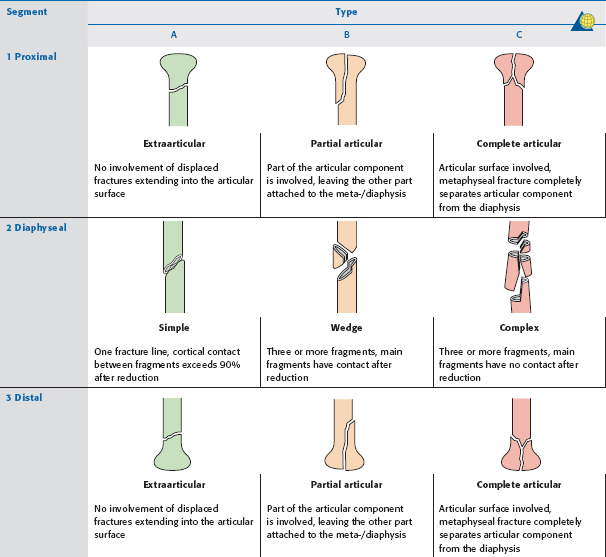 Segment
Type
A
B
C
1 Proximal
Extraarticular
Partial articular
Complete articular
No involvement of displaced
fractures extending into the articular
surface
Part of the articular component
is involved, leaving the other part
attached to the meta-/diaphysis
Articular surface involved,
metaphyseal fracture completely
separates articular component
from the diaphysis
2 Diaphyseal
Simple
Wedge
Complex
One fracture line, cortical contact
between fragments exceeds 90%
after reduction
Three or more fragments, main
fragments have contact after
reduction
Three or more fragments, main
fragments have no contact after
reduction
3 Distal
Extraarticular
Partial articular
Complete articular
No involvement of displaced
fractures extending into the articular
surface
Part of the articular component
is involved, leaving the other part
attached to the meta-/diaphysis
Articular surface involved,
metaphyseal fracture completely
separates articular component
from the diaphysis